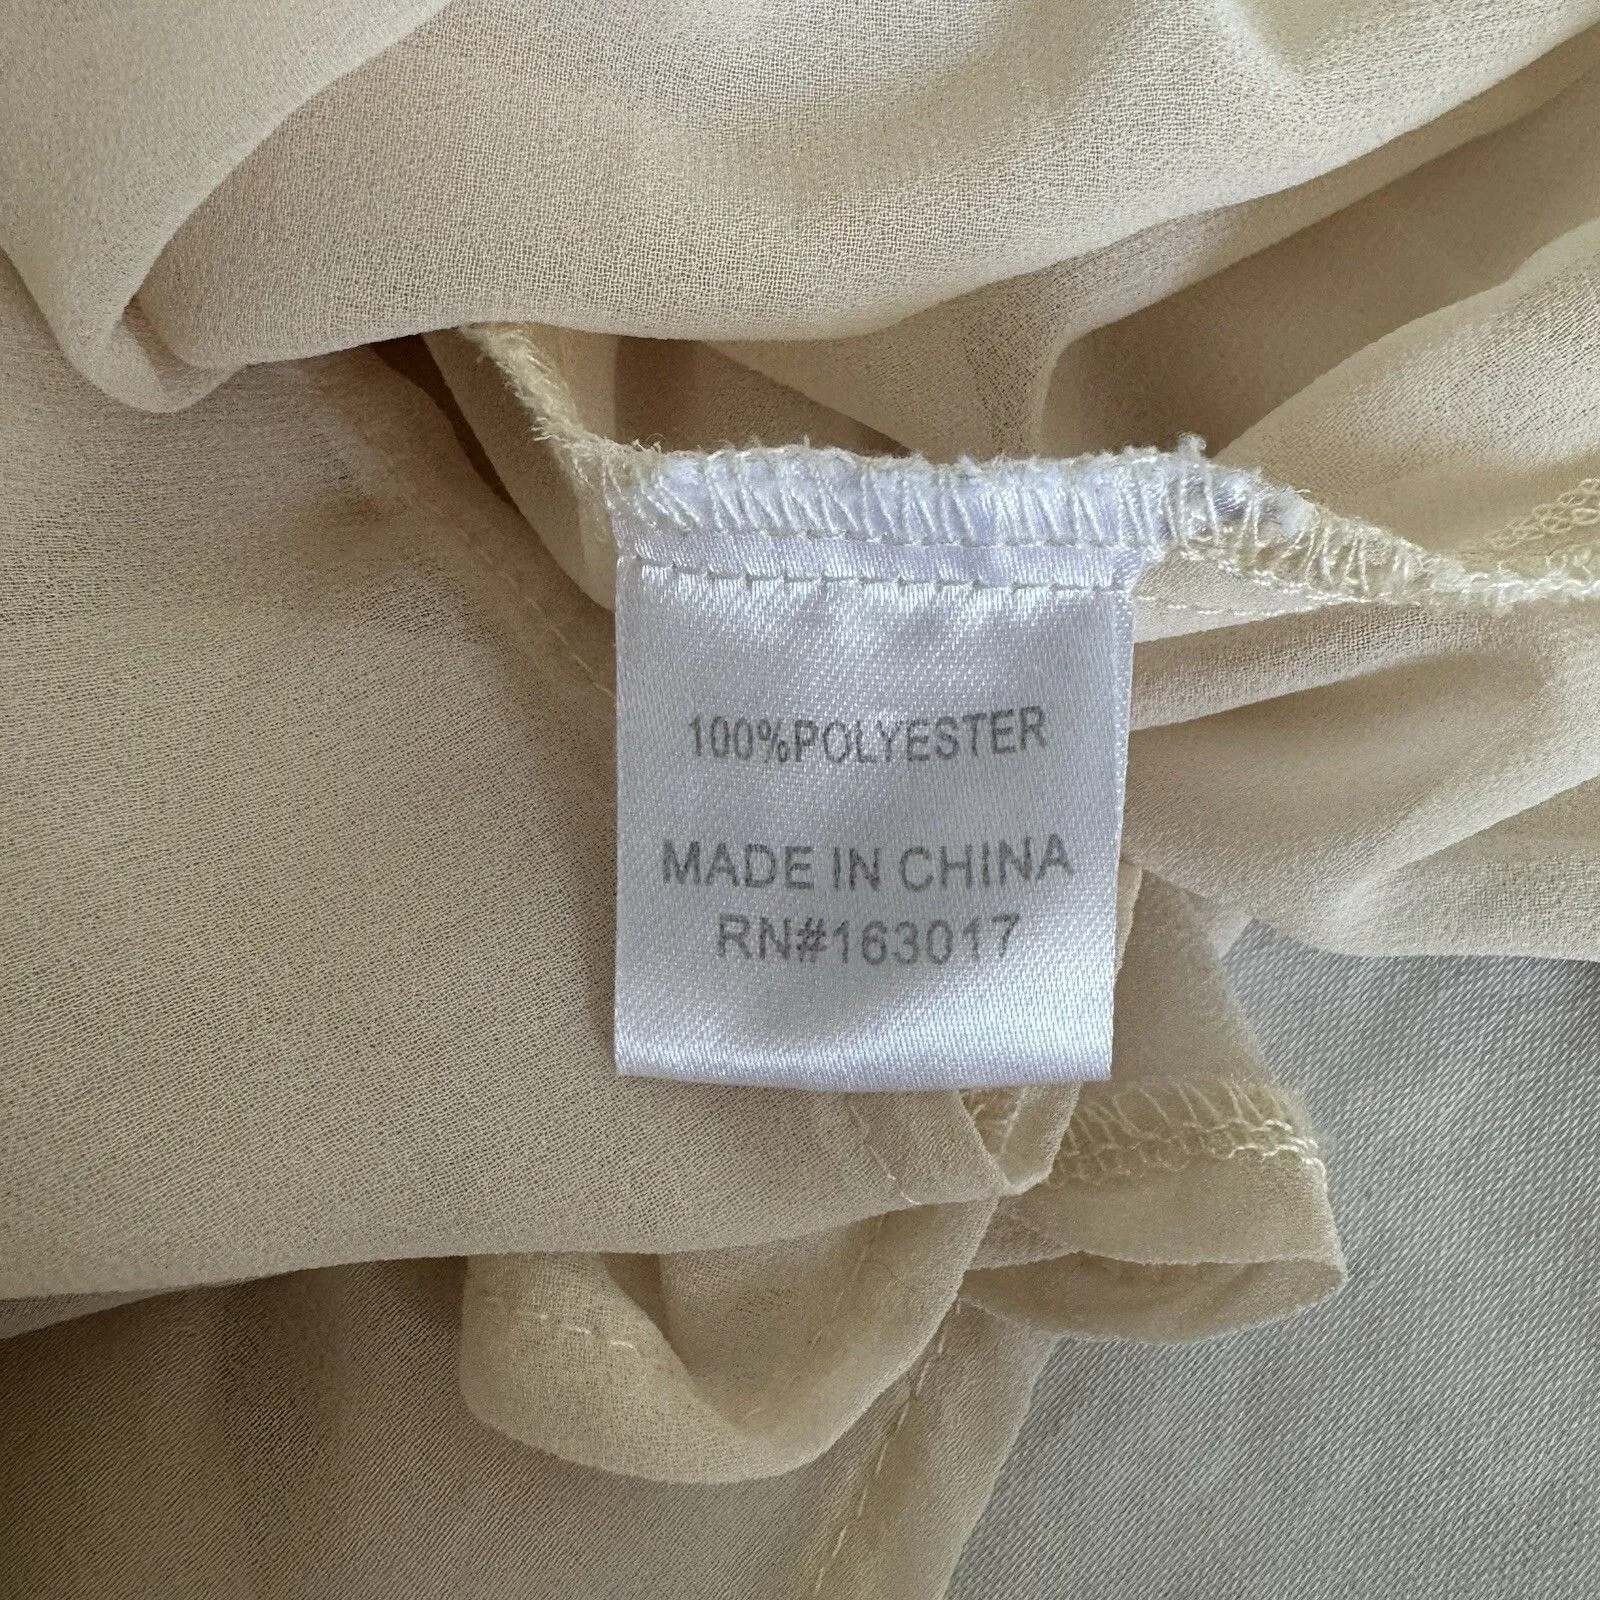 100%POLYESTER
MADE IN CHINA
RN#163017